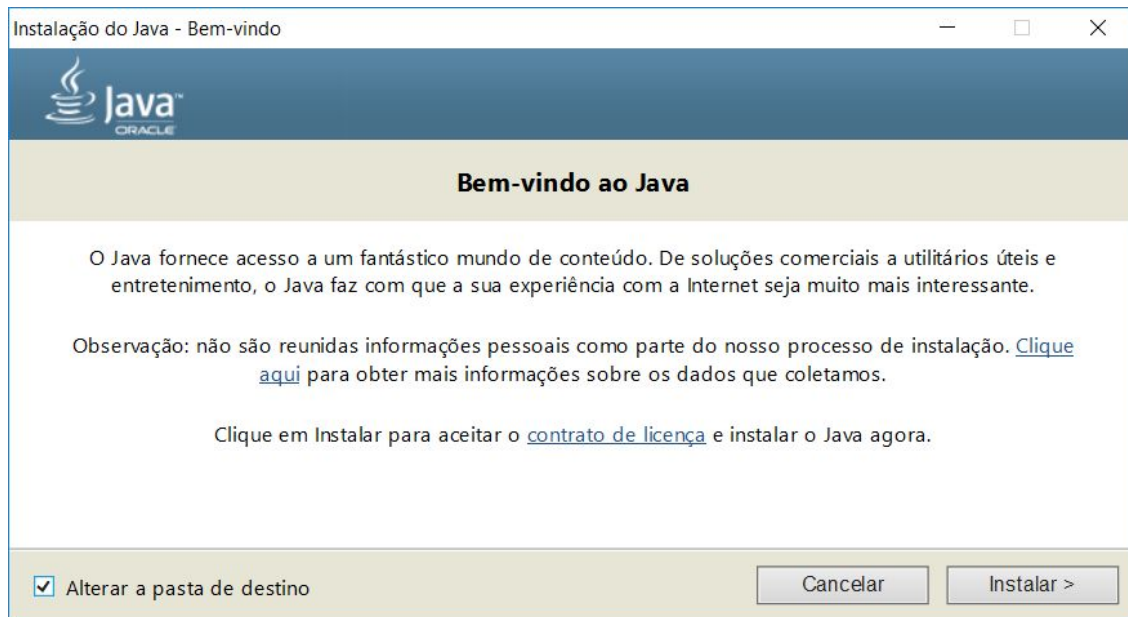 Instalação do Java - Bem-vindo
Java™
ORACLE
Bem-vindo ao Java
O Java fornece acesso a um fantástico mundo de conteúdo. De soluções comerciais a utilitários úteis e
entretenimento, o Java faz com que a sua experiência com a Internet seja muito mais interessante.
Observação: não são reunidas informações pessoais como parte do nosso processo de instalação. Clique
aqui para obter mais informações sobre os dados que coletamos.
Clique em Instalar para aceitar o contrato de licença e instalar o Java agora.
Alterar a pasta de destino
Cancelar
Instalar >